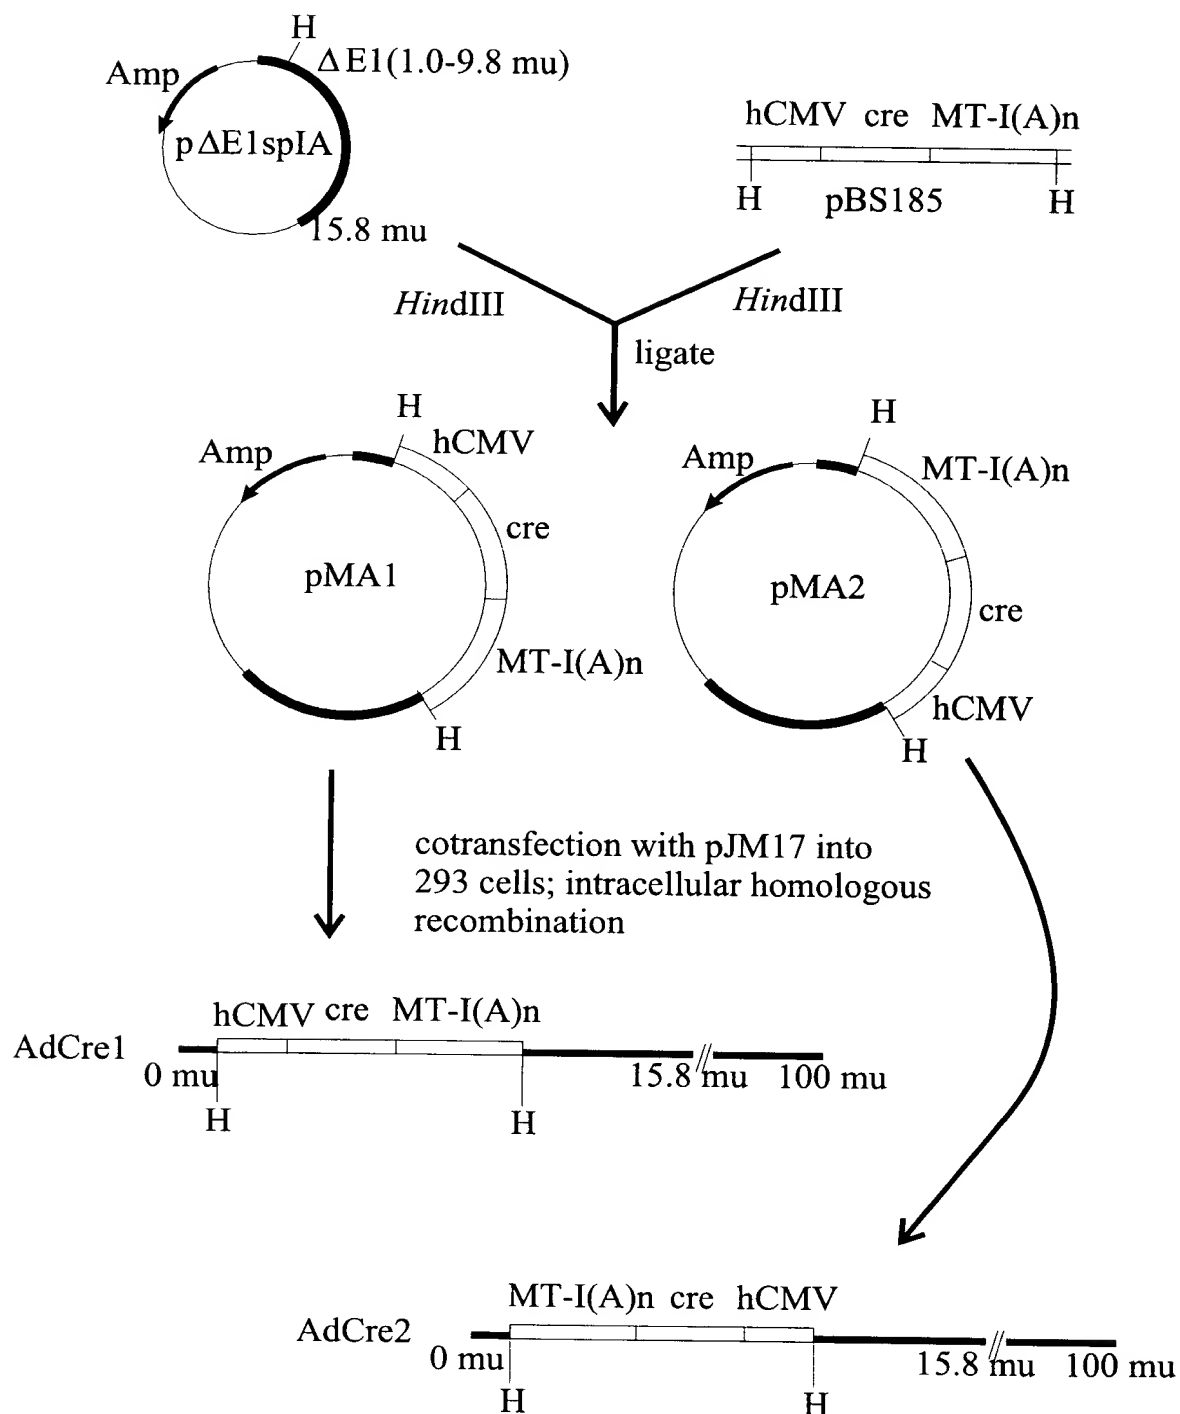 H
ΔE1(1.0-9.8 mu)
Amp
pΔE1spIA
15.8 mu
hCMV cre MT-I(A)n
H
pBS185
H
HindIII
HindIII
ligate
H
hCMV
Amp
cre
pMA1
MT-I(A)n
H
H
MT-I(A)n
Amp
pMA2
cre
hCMV
H
cotransfection with pJM17 into
293 cells; intracellular homologous
recombination
hCMV cre MT-I(A)n
AdCre1
0 mu
15.8 mu
100 mu
H
H
MT-I(A)n cre hCMV
AdCre2
0 mu
15.8 mu
100 mu
H
H